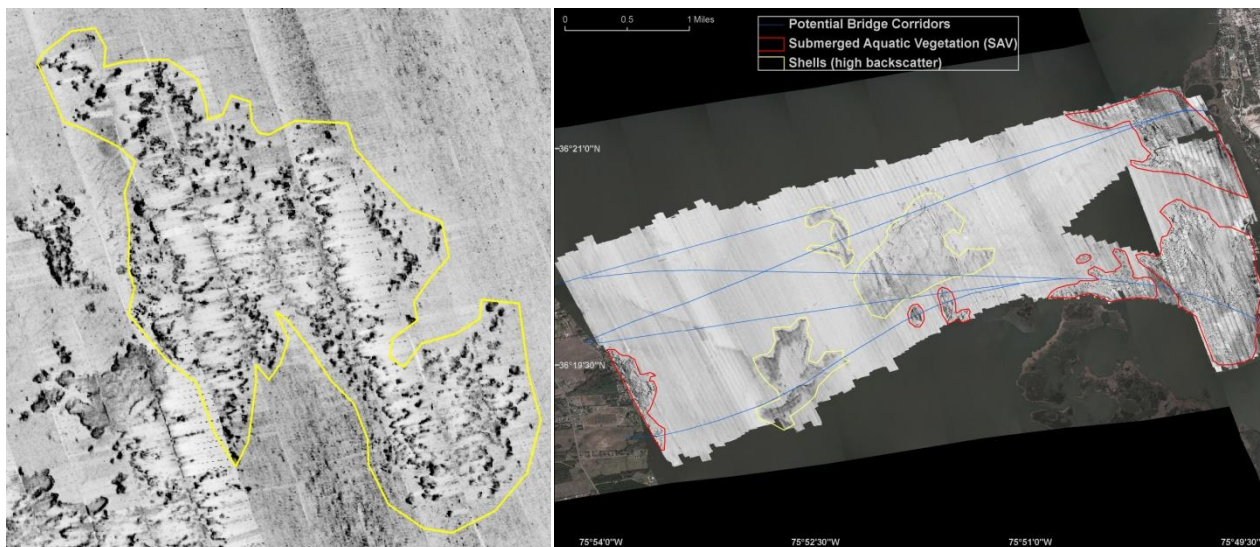 0 0.5 1 Miles
Potential Bridge Corridors
Submerged Aquatic Vegetation (SAV)
Shells (high backscatter)
36°21'0"N
36°19'30"N
75°54'0"W 75°52'30"W 75°51'0"W 75°49'30"